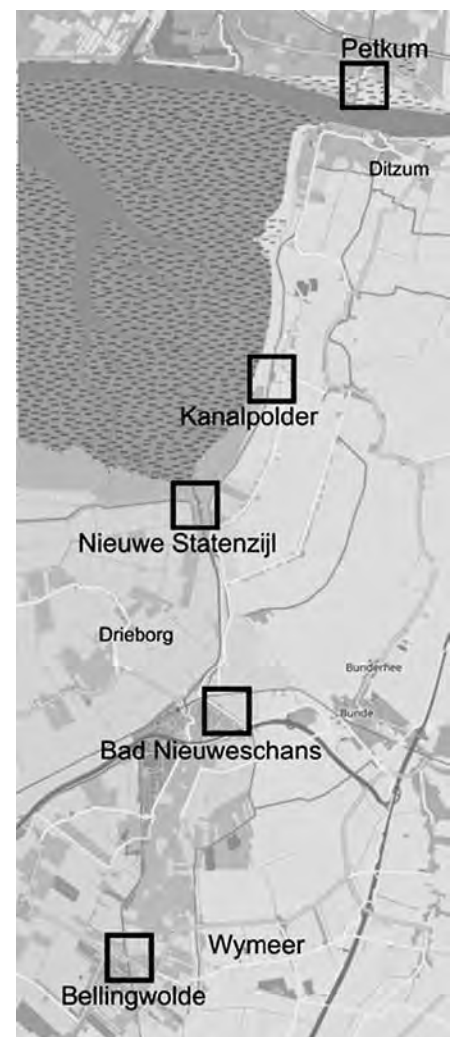 Petkum
Ditzum
Kanalpolder
Nieuwe Statenzijl
Drieborg
Bunderhee
Bunde
Bad Nieuweschans
Wymeer
Bellingwolde